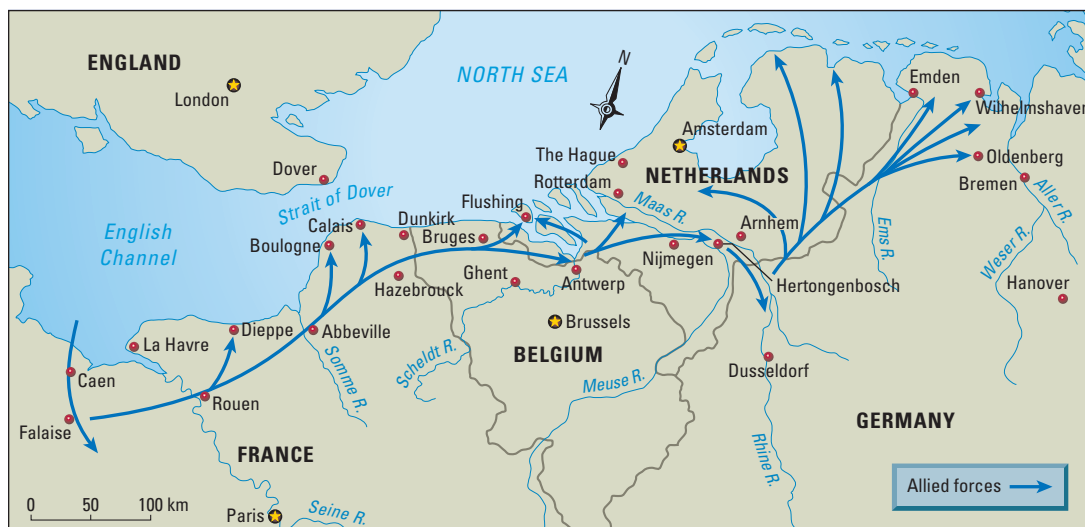 ENGLAND
London
NORTH SEA
N
Emden
Wilhelmshaven
Amsterdam
The Hague
NETHERLANDS
Oldenberg
Bremen
Aller R.
Dover
Strait of Dover
Rotterdam
Flushing
Maas R.
Calais
Dunkirk
Bruges
Arnhem
Ems R.
Weser R.
English
Channel
Boulogne
Nijmegen
Hazebrouck
Ghent
Antwerp
Hertongenbosch
Hanover
La Havre
Dieppe
Abbeville
Brussels
BELGIUM
Scheldt R.
Somme R.
Meuse R.
Dusseldorf
Caen
Rouen
Falaise
FRANCE
GERMANY
Rhine R.
0 50 100 km
Paris
Seine R.
Allied forces